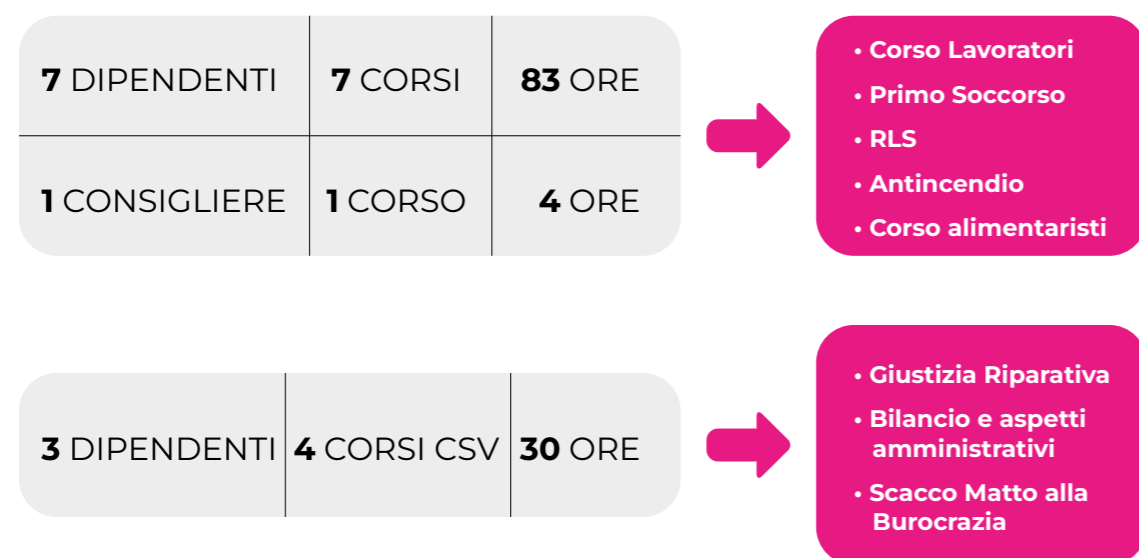 7 DIPENDENTI 7 CORSI 83 ORE
1 CONSIGLIERE 1 CORSO 4 ORE
• Corso Lavoratori
• Primo Soccorso
• RLS
• Antincendio
• Corso alimentaristi
3 DIPENDENTI 4 CORSI CSV 30 ORE
• Giustizia Riparativa
• Bilancio e aspetti
amministrativi
• Scacco Matto alla
Burocrazia